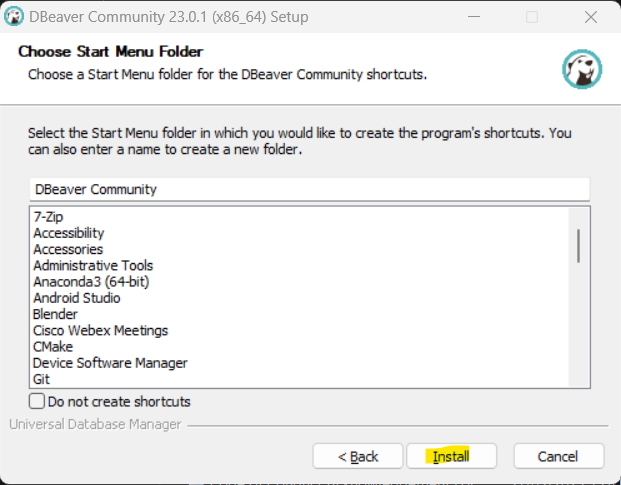 DBeaver Community 23.0.1 (x86_64) Setup
Choose Start Menu Folder
Choose a Start Menu folder for the DBeaver Community shortcuts.
Select the Start Menu folder in which you would like to create the program's shortcuts. You
can also enter a name to create a new folder.
DBeaver Community
7-Zip
Accessibility
Accessories
Administrative Tools
Anaconda3 (64-bit)
Android Studio
Blender
Cisco Webex Meetings
CMake
Device Software Manager
Git
Do not create shortcuts
Universal Database Manager
< Back Install Cancel